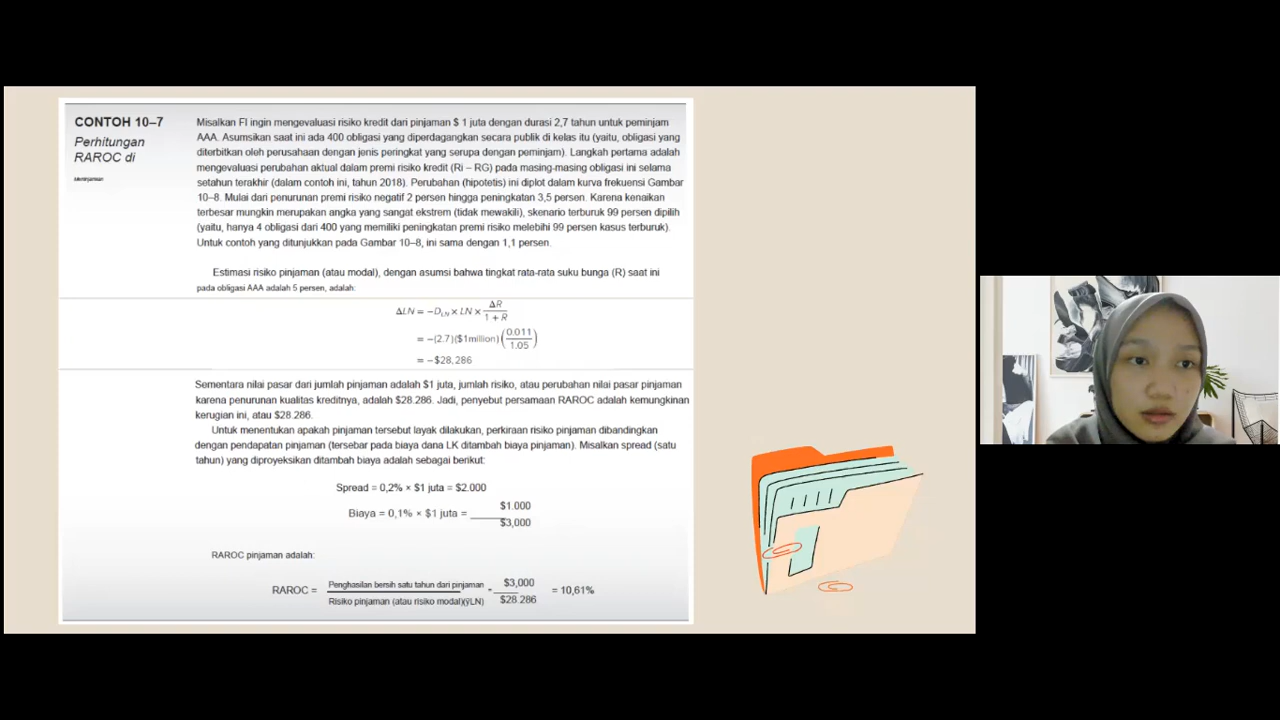 CONTOH 10–7
Perhitungan
RAROC di
Meminjamkan
Misalkan FI ingin mengevaluasi risiko kredit dari pinjaman $ 1 juta dengan durasi 2,7 tahun untuk peminjam
AAA. Asumsikan saat ini ada 400 obligasi yang diperdagangkan secara publik di kelas itu (yaitu, obligasi yang
diterbitkan oleh perusahaan dengan jenis peringkat yang serupa dengan peminjam). Langkah pertama adalah
mengevaluasi perubahan aktual dalam premi risiko kredit (Ri – RG) pada masing-masing obligasi ini selama
setahun terakhir (dalam contoh ini, tahun 2018). Perubahan (hipotetis) ini diplot dalam kurva frekuensi Gambar
10–8. Mulai dari penurunan premi risiko negatif 2 persen hingga peningkatan 3,5 persen. Karena kenaikan
terbesar mungkin merupakan angka yang sangat ekstrem (tidak mewakili), skenario terburuk 99 persen dipilih
(yaitu, hanya 4 obligasi dari 400 yang memiliki peningkatan premi risiko melebihi 99 persen kasus terburuk).
Untuk contoh yang ditunjukkan pada Gambar 10–8, ini sama dengan 1,1 persen.
Estimasi risiko pinjaman (atau modal), dengan asumsi bahwa tingkat rata-rata suku bunga (R) saat ini
pada obligasi AAA adalah 5 persen, adalah:
ΔLN = −D_LN × LN × ΔR / 1 + R
= −(2.7)($1million) (0.011 / 1.05)
= −$28,286
Sementara nilai pasar dari jumlah pinjaman adalah $1 juta, jumlah risiko, atau perubahan nilai pasar pinjaman
karena penurunan kualitas kreditnya, adalah $28.286. Jadi, penyebut persamaan RAROC adalah kemungkinan
kerugian ini, atau $28.286.
Untuk menentukan apakah pinjaman tersebut layak dilakukan, perkiraan risiko pinjaman dibandingkan
dengan pendapatan pinjaman (tersebar pada biaya dana LK ditambah biaya pinjaman). Misalkan spread (satu
tahun) yang diproyeksikan ditambah biaya adalah sebagai berikut:
Spread = 0,2% × $1 juta = $2.000
Biaya = 0,1% × $1 juta = $1.000
$3,000
RAROC pinjaman adalah:
RAROC = Penghasilan bersih satu tahun dari pinjaman / Risiko pinjaman (atau risiko modal)(ÿLN) = $3,000 / $28.286 = 10,61%